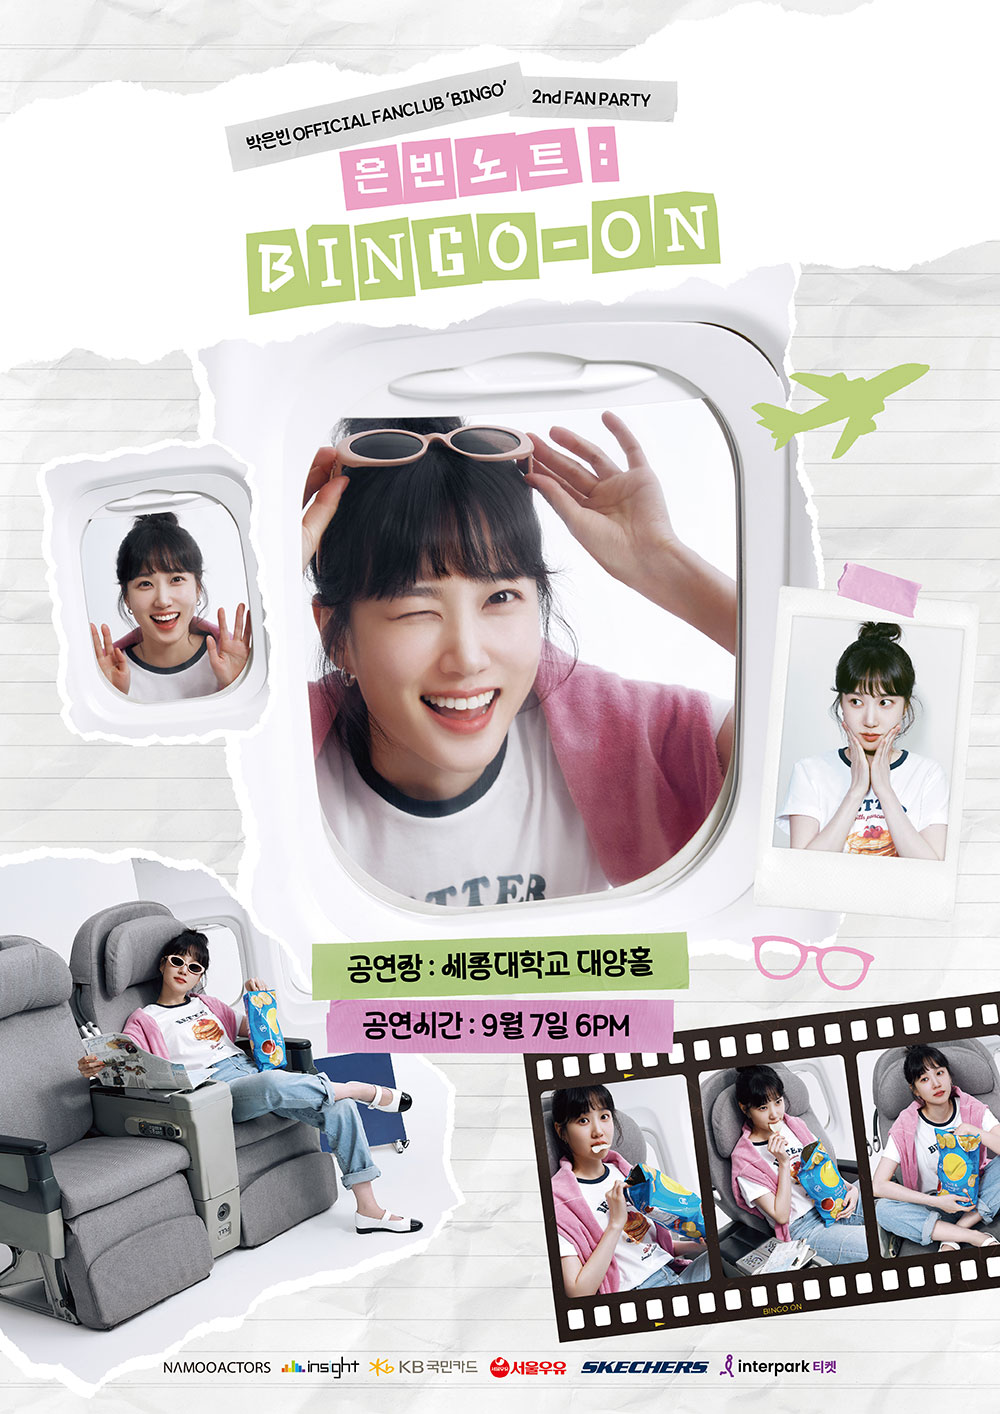 박은빈 OFFICIAL FANCLUB 'BINGO'
2nd FAN PARTY
은빈노트:
BINGO-ON
공연장 : 세종대학교 대양홀
공연시간 : 9월 7일 6PM
BINGO ON
NAMOOACTORS
insight
KB국민카드
서울우유
SKECHERS
interpark 티켓